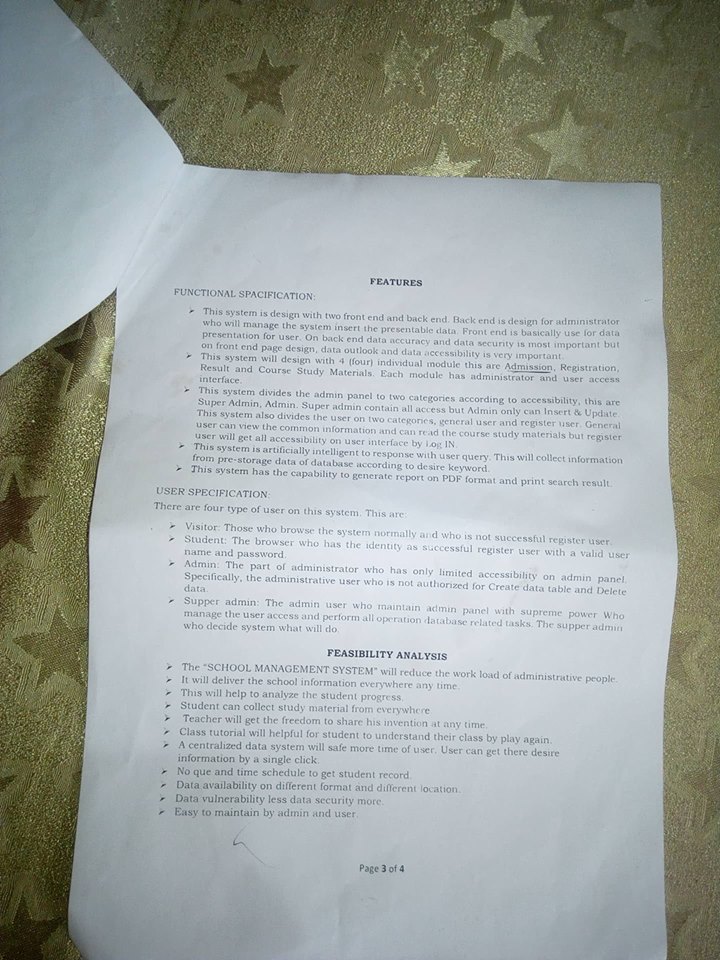 FEATURES
FUNCTIONAL SPACIFICATION:
➤ This system is design with two front end and back end. Back end is design for administrator
who will manage the system insert the presentable data. Front end is basically use for data
presentation for user. On back end data accuracy and data security is most important but
on front end page design, data outlook and data accessibility is very important.
➤ This system will design with 4 (four) individual module this are Admission, Registration,
Result and Course Study Materials. Each module has administrator and user access
interface.
➤ This system divides the admin panel to two categories according to accessibility, this are
Super Admin, Admin. Super admin contain all access but Admin only can Insert & Update.
This system also divides the user on two categories, general user and register user. General
user can view the common information and can read the course study materials but register
user will get all accessibility on user interface by Log IN.
➤ This system is artificially intelligent to response with user query. This will collect information
from pre-storage data of database according to desire keyword.
➤ This system has the capability to generate report on PDF format and print search result.
USER SPECIFICATION:
There are four type of user on this system. This are:
➤ Visitor: Those who browse the system normally and who is not successful register user.
➤ Student: The browser who has the identity as successful register user with a valid user
name and password.
➤ Admin: The part of administrator who has only limited accessibility on admin panel.
Specifically, the administrative user who is not authorized for Create data table and Delete
data.
➤ Supper admin: The admin user who maintain admin panel with supreme power Who
manage the user access and perform all operation database related tasks. The supper admin
who decide system what will do.
FEASIBILITY ANALYSIS
➤ The "SCHOOL MANAGEMENT SYSTEM" will reduce the work load of administrative people.
➤ It will deliver the school information everywhere any time.
➤ This will help to analyze the student progress.
➤ Student can collect study material from everywhere
➤ Teacher will get the freedom to share his invention at any time.
➤ Class tutorial will helpful for student to understand their class by play again.
➤ A centralized data system will safe more time of user. User can get there desire
information by a single click.
➤ No que and time schedule to get student record.
➤ Data availability on different format and different location.
➤ Data vulnerability less data security more.
➤ Easy to maintain by admin and user.
Page 3 of 4